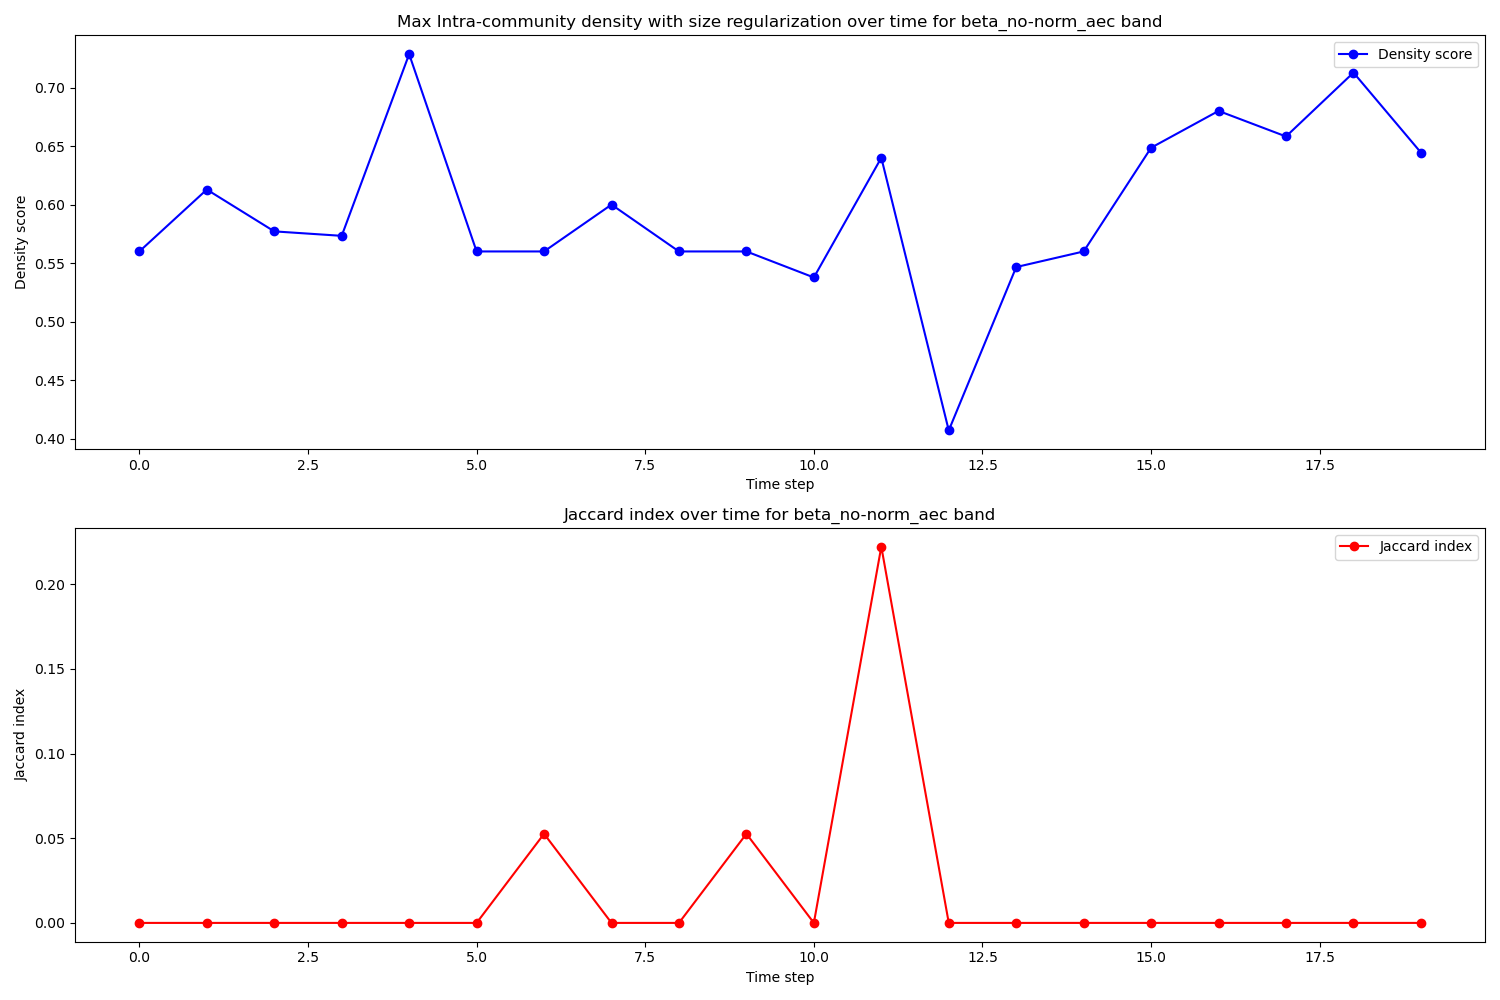 Max Intra-community density with size regularization over time for beta_no-norm_aec band
Density score
Density score
0.70
0.65
0.60
0.55
0.50
0.45
0.40
0.0 2.5 5.0 7.5 10.0 12.5 15.0 17.5
Time step
Jaccard index over time for beta_no-norm_aec band
Jaccard index
Jaccard index
0.20
0.15
0.10
0.05
0.00
0.0 2.5 5.0 7.5 10.0 12.5 15.0 17.5
Time step